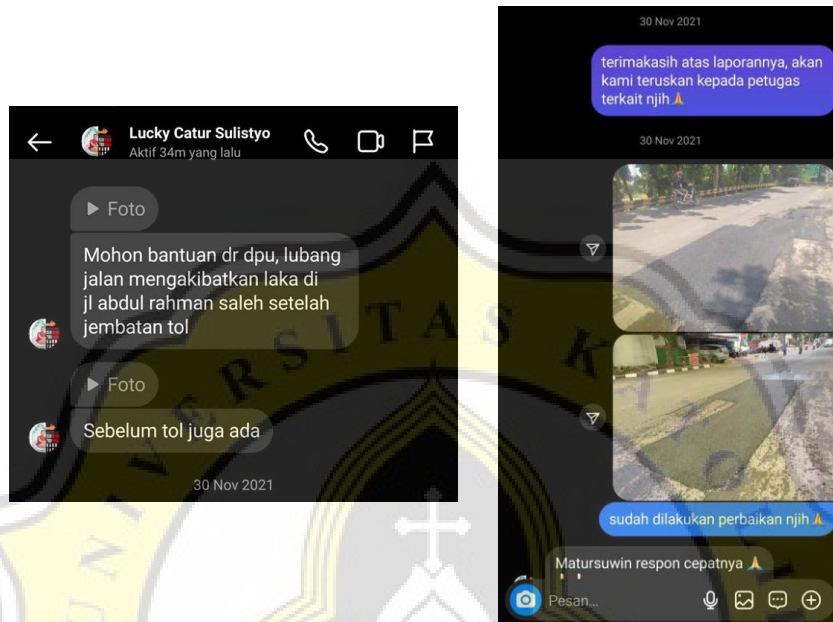 Lucky Catur Sulistyo
Aktif 34m yang lalu
Foto
Mohon bantuan dr dpu, lubang
jalan mengakibatkan laka di
jl abdul rahman saleh setelah
jembatan tol
Foto
Sebelum tol juga ada
30 Nov 2021
30 Nov 2021
terimakasih atas laporannya, akan
kami teruskan kepada petugas
terkait njih🙏
30 Nov 2021
sudah dilakukan perbaikan njih🙏
Matursuwin respon cepatnya 🙏
Pesan...
UNIVERSITAS K